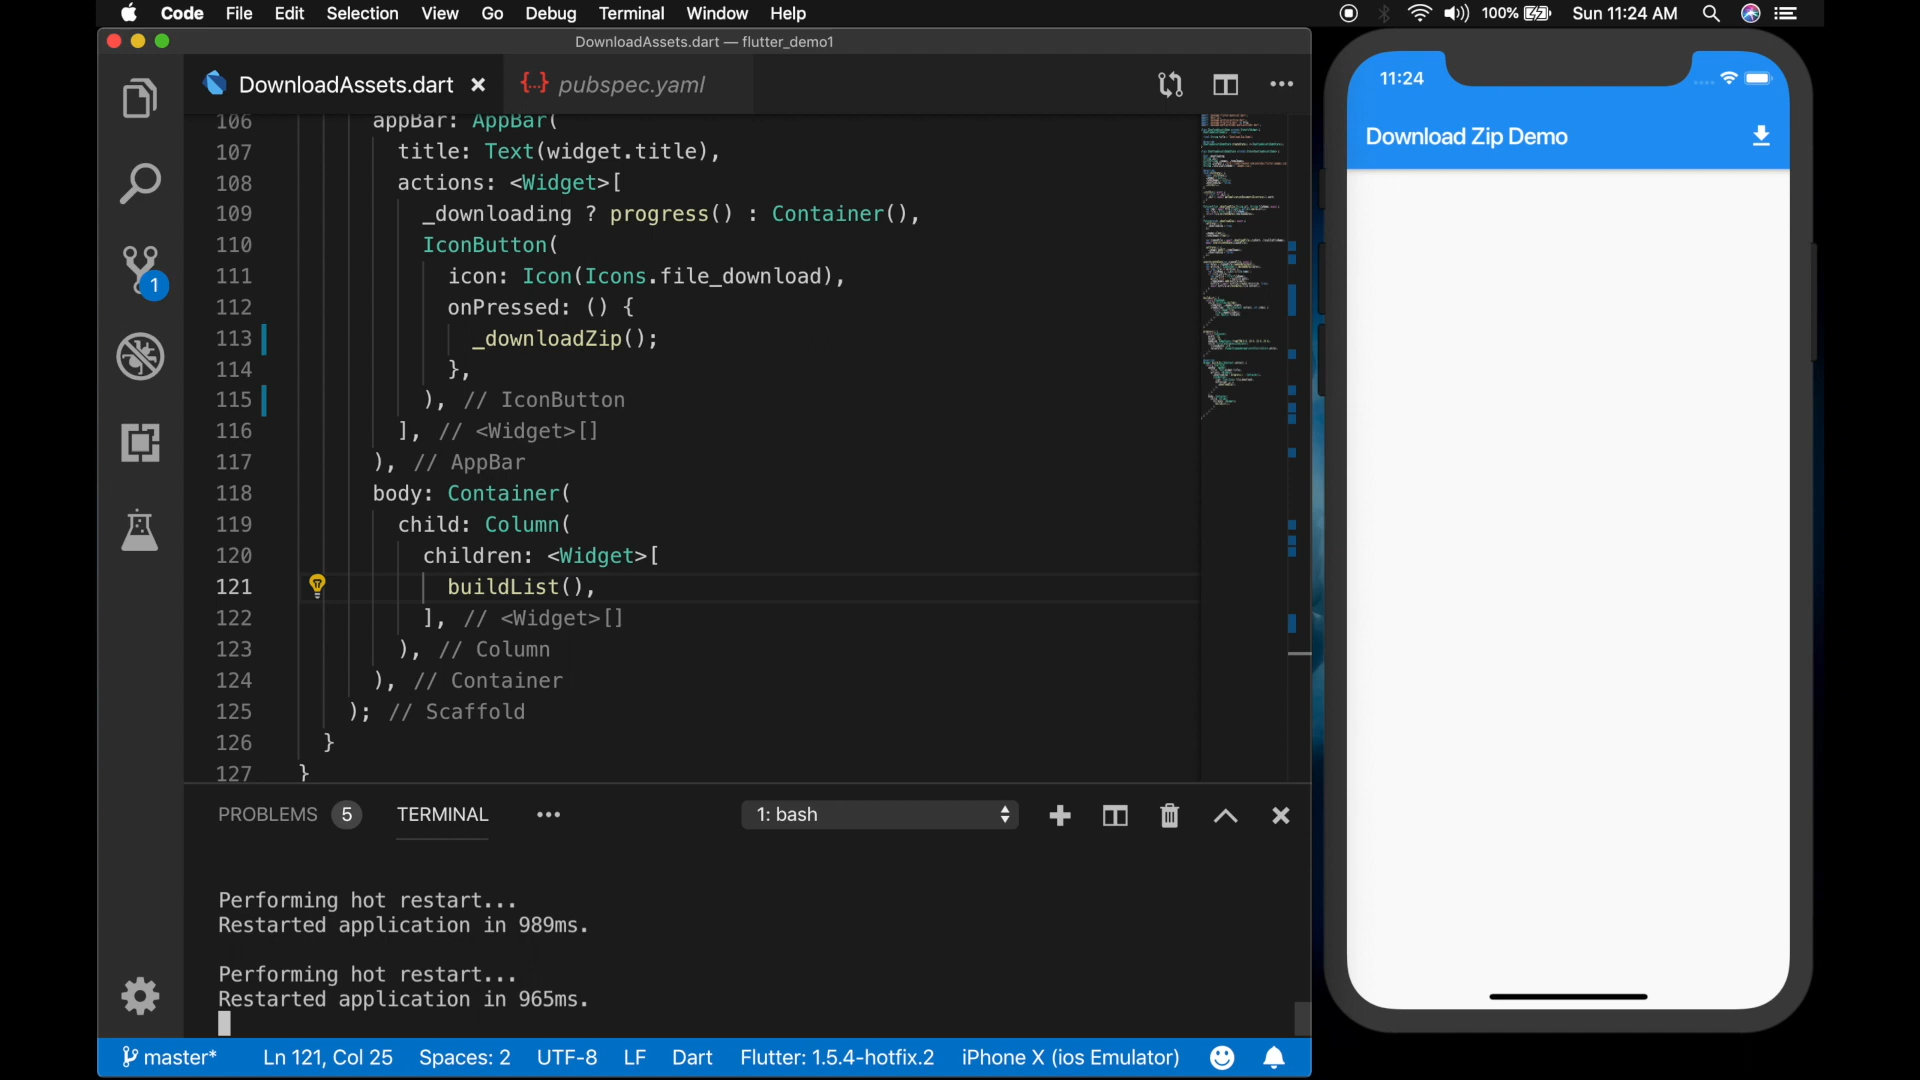 Code File Edit Selection View Go Debug Terminal Window Help 100% Sun 11:24 AM
DownloadAssets.dart — flutter_demo1
DownloadAssets.dart pubspec.yaml
106 appBar: AppBar(
107 title: Text(widget.title),
108 actions: <Widget>[
109 _downloading ? progress() : Container(),
110 IconButton(
111 icon: Icon(Icons.file_download),
112 onPressed: () {
113 _downloadZip();
114 },
115 ), // IconButton
116 ], // <Widget>[]
117 ), // AppBar
118 body: Container(
119 child: Column(
120 children: <Widget>[
121 buildList(),
122 ], // <Widget>[]
123 ), // Column
124 ), // Container
125 ); // Scaffold
126 }
127 }
1
PROBLEMS 5 TERMINAL ••• 1: bash
Performing hot restart...
Restarted application in 989ms.
Performing hot restart...
Restarted application in 965ms.
master* Ln 121, Col 25 Spaces: 2 UTF-8 LF Dart Flutter: 1.5.4-hotfix.2 iPhone X (ios Emulator)
11:24
Download Zip Demo